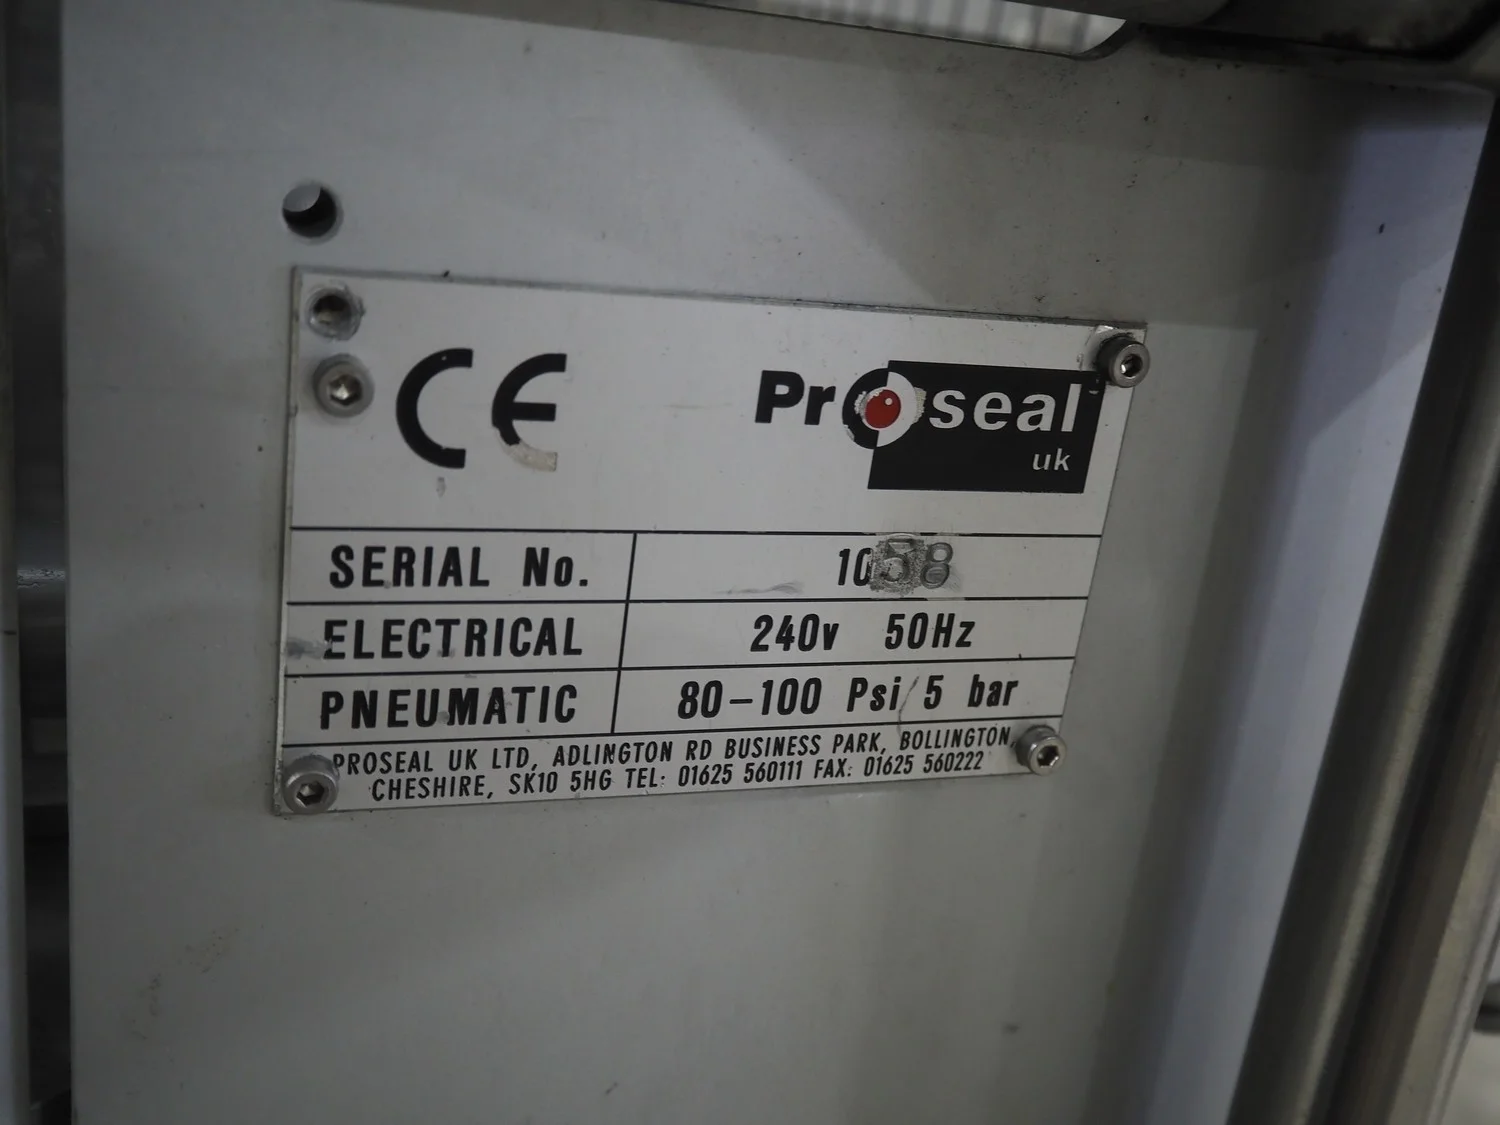 CE
Proseal
uk
SERIAL No. 1058
ELECTRICAL 240v 50Hz
PNEUMATIC 80-100 Psi/5 bar
PROSEAL UK LTD, ADLINGTON RD BUSINESS PARK, BOLLINGTON,
CHESHIRE, SK10 5HG TEL: 01625 560111 FAX: 01625 560222